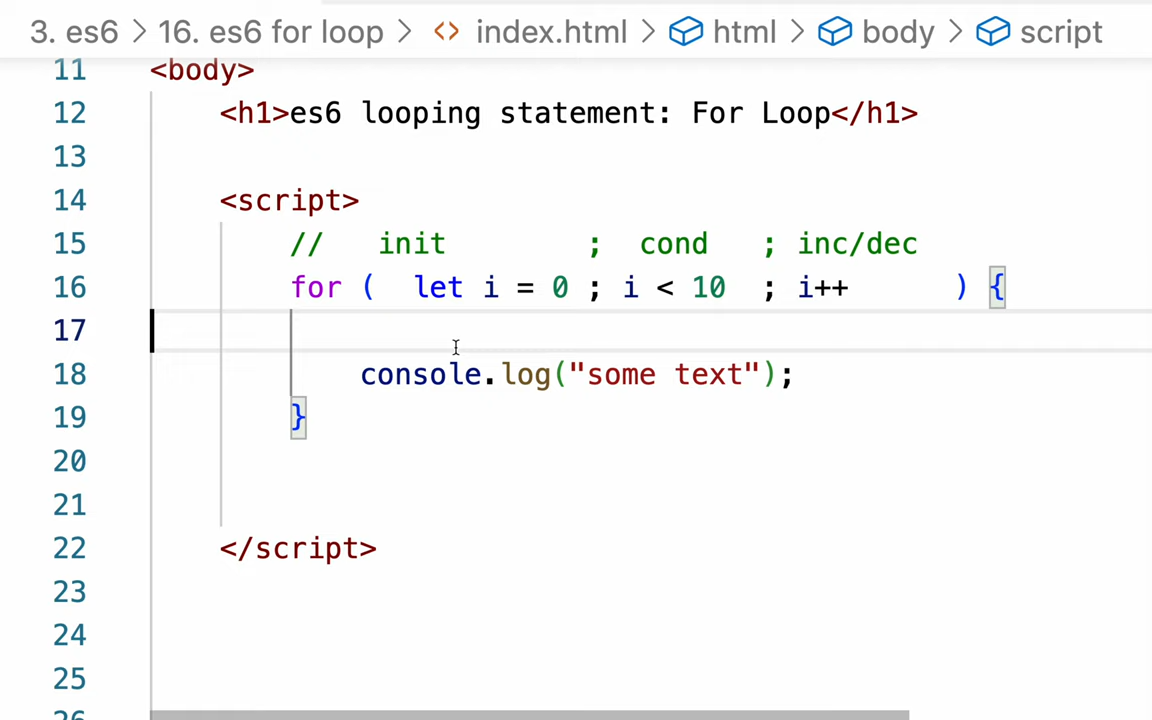 3. es6 > 16. es6 for loop > <> index.html > html > body > script
11 <body>
12 <h1>es6 looping statement: For Loop</h1>
13
14 <script>
15 // init ; cond ; inc/dec
16 for ( let i = 0 ; i < 10 ; i++ ) {
17
18 console.log("some text");
19 }
20
21
22 </script>
23
24
25
26